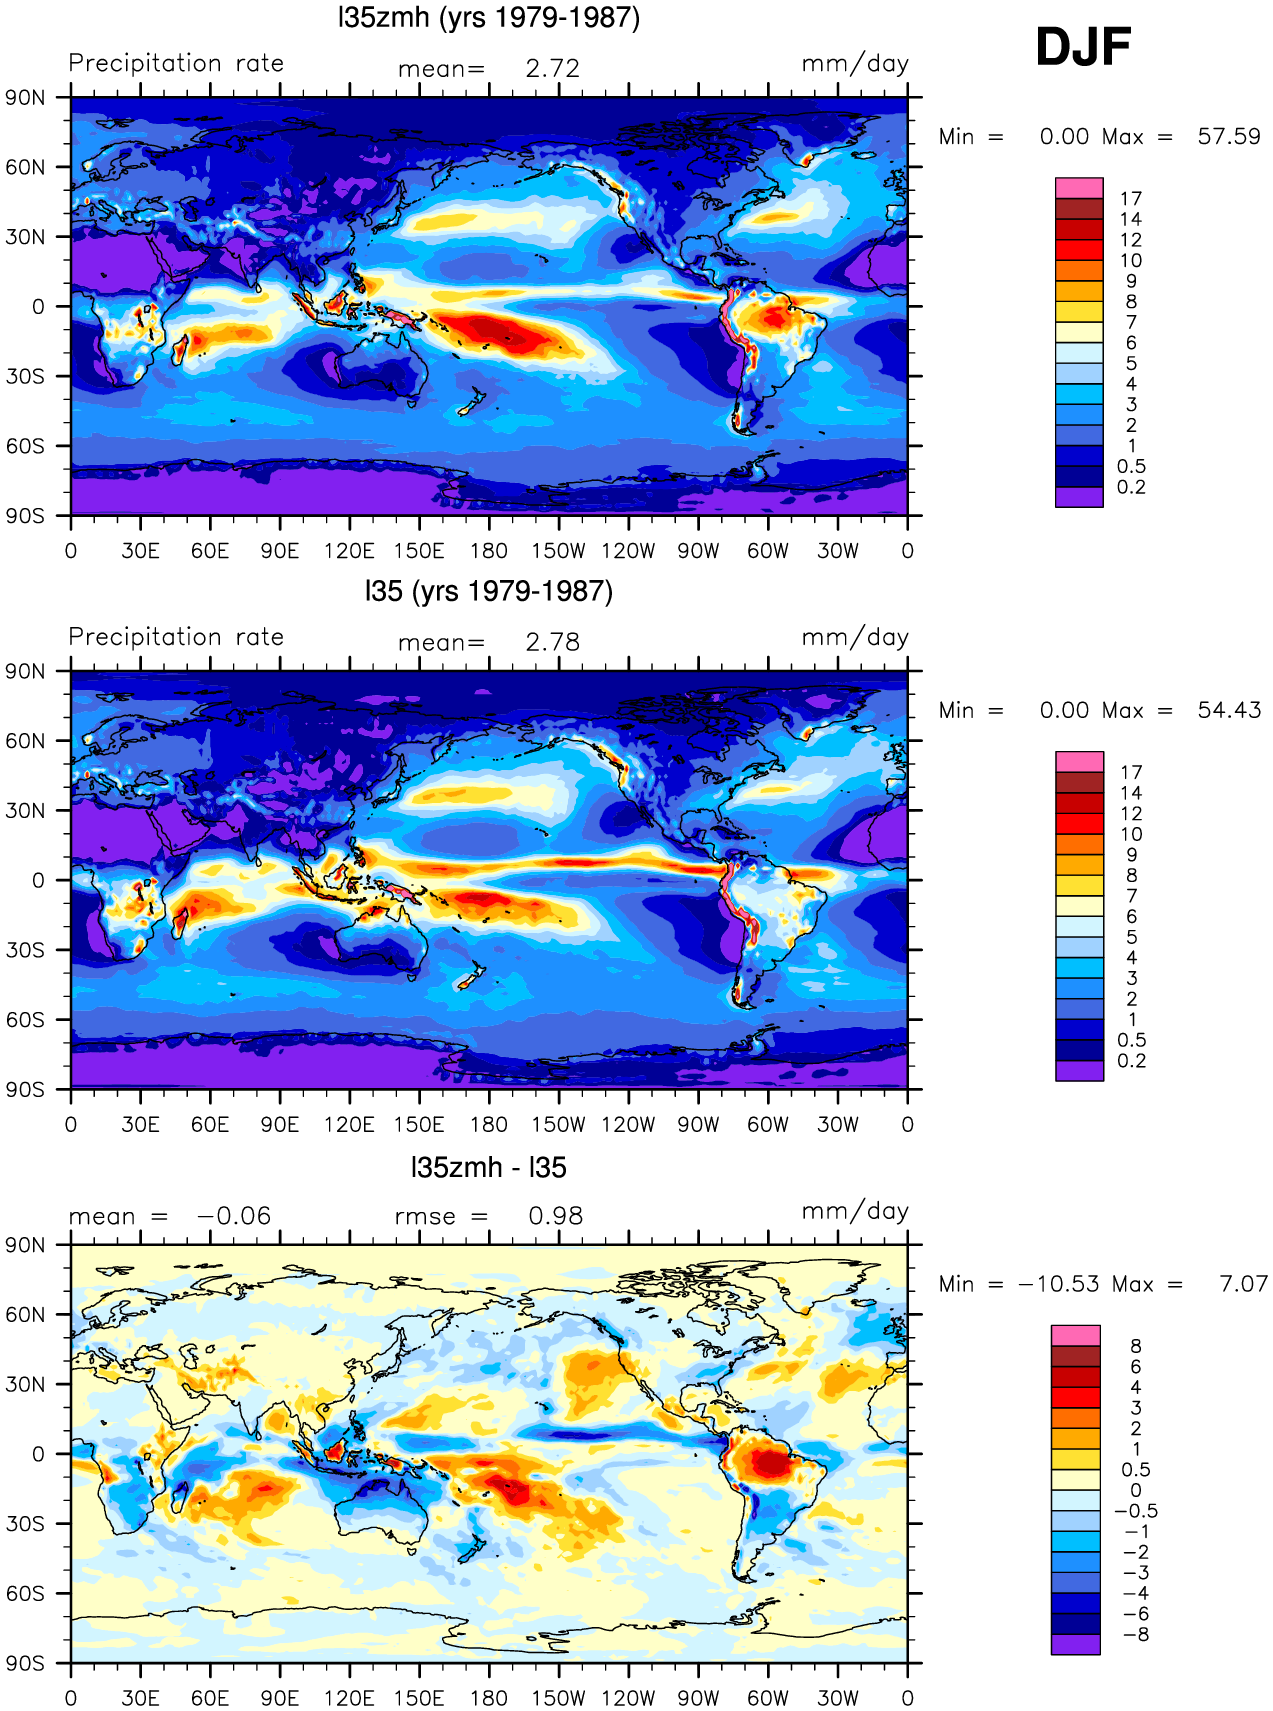 l35zmh (yrs 1979-1987)
DJF
Precipitation rate mean= 2.72 mm/day
Min = 0.00 Max = 57.59
90N
60N
30N
0
30S
60S
90S
0 30E 60E 90E 120E 150E 180 150W 120W 90W 60W 30W 0
17
14
12
10
9
8
7
6
5
4
3
2
1
0.5
0.2
l35 (yrs 1979-1987)
Precipitation rate mean= 2.78 mm/day
Min = 0.00 Max = 54.43
90N
60N
30N
0
30S
60S
90S
0 30E 60E 90E 120E 150E 180 150W 120W 90W 60W 30W 0
17
14
12
10
9
8
7
6
5
4
3
2
1
0.5
0.2
l35zmh - l35
mean = −0.06 rmse = 0.98 mm/day
Min = −10.53 Max = 7.07
90N
60N
30N
0
30S
60S
90S
0 30E 60E 90E 120E 150E 180 150W 120W 90W 60W 30W 0
8
6
4
3
2
1
0.5
0
−0.5
−1
−2
−3
−4
−6
−8